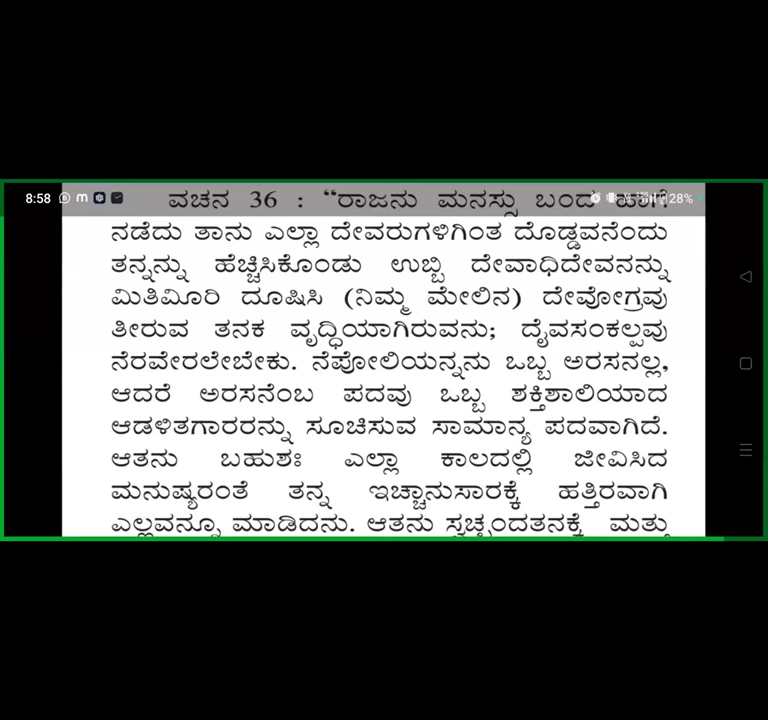 8:58 28%
ವಚನ 36 : “ರಾಜನು ಮನಸ್ಸು ಬಂದ ಹಾಗೆ
ನಡೆದು ತಾನು ಎಲ್ಲಾ ದೇವರುಗಳಿಗಿಂತ ದೊಡ್ಡವನೆಂದು
ತನ್ನನ್ನು ಹೆಚ್ಚಿಸಿಕೊಂಡು ಉಬ್ಬಿ ದೇವಾಧಿದೇವನನ್ನು
ಮಿತಿಮೀರಿ ದೂಷಿಸಿ (ನಿಮ್ಮ ಮೇಲಿನ) ದೇವೋಗ್ರವು
ತೀರುವ ತನಕ ವೃದ್ಧಿಯಾಗಿರುವನು; ದೈವಸಂಕಲ್ಪವು
ನೆರವೇರಲೇಬೇಕು. ನೆಪೋಲಿಯನ್ನನು ಒಬ್ಬ ಅರಸನಲ್ಲ,
ಆದರೆ ಅರಸನೆಂಬ ಪದವು ಒಬ್ಬ ಶಕ್ತಿಶಾಲಿಯಾದ
ಆಡಳಿತಗಾರರನ್ನು ಸೂಚಿಸುವ ಸಾಮಾನ್ಯ ಪದವಾಗಿದೆ.
ಆತನು ಬಹುಶಃ ಎಲ್ಲಾ ಕಾಲದಲ್ಲಿ ಜೀವಿಸಿದ
ಮನುಷ್ಯರಂತೆ ತನ್ನ ಇಚ್ಚಾನುಸಾರಕ್ಕೆ ಹತ್ತಿರವಾಗಿ
ಎಲ್ಲವನ್ನೂ ಮಾಡಿದನು. ಆತನು ಸ್ವಚ್ಛಂದತನಕ್ಕೆ ಮತ್ತು